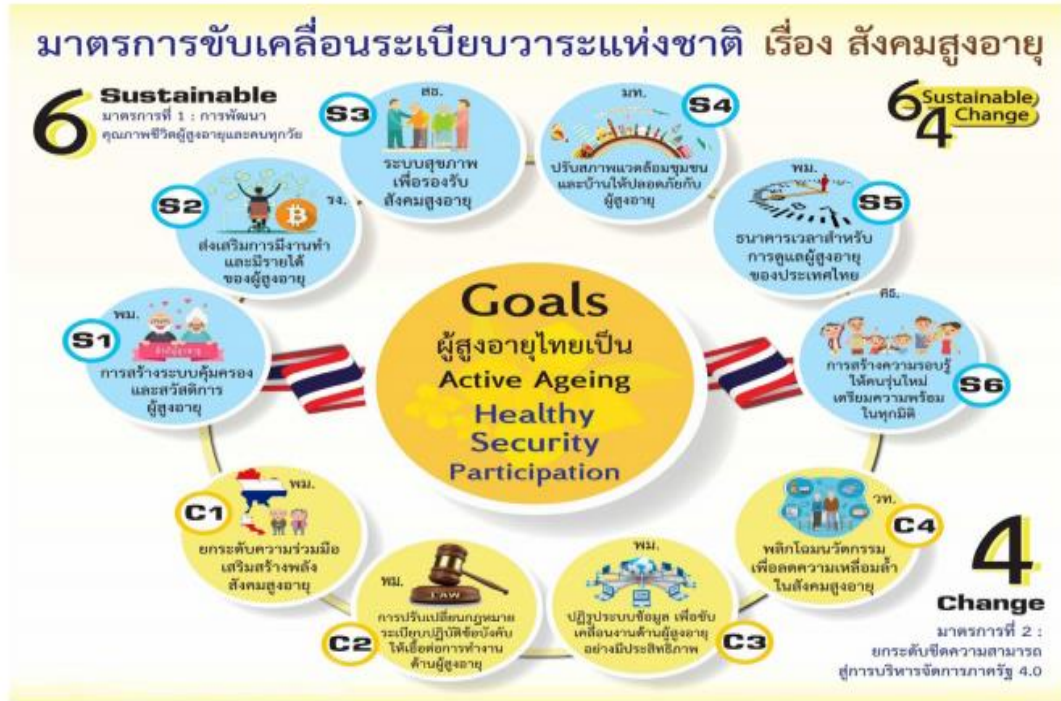 มาตรการขับเคลื่อนระเบียบวาระแห่งชาติ เรื่อง สังคมสูงอายุ
6 Sustainable
มาตรการที่ 1 : การพัฒนา
คุณภาพชีวิตผู้สูงอายุและคนทุกวัย
6 Sustainable
4 Change
S1
พม.
การสร้างระบบคุ้มครอง
และสวัสดิการ
ผู้สูงอายุ
S2
รง.
ส่งเสริมการมีงานทำ
และมีรายได้
ของผู้สูงอายุ
S3
สธ.
ระบบสุขภาพ
เพื่อรองรับ
สังคมสูงอายุ
S4
มท.
ปรับสภาพแวดล้อมชุมชน
และบ้านให้ปลอดภัยกับ
ผู้สูงอายุ
S5
พม.
ธนาคารเวลาสำหรับ
การดูแลผู้สูงอายุ
ของประเทศไทย
S6
ศธ.
การสร้างความรอบรู้
ให้คนรุ่นใหม่
เตรียมความพร้อม
ในทุกมิติ
Goals
ผู้สูงอายุไทยเป็น
Active Ageing
Healthy
Security
Participation
C1
พม.
ยกระดับความร่วมมือ
เสริมสร้างพลัง
สังคมสูงอายุ
C2
พม.
LAW
การปรับเปลี่ยนกฎหมาย
ระเบียบปฏิบัติข้อบังคับ
ให้เอื้อต่อการทำงาน
ด้านผู้สูงอายุ
C3
พม.
ปฏิรูประบบข้อมูล เพื่อขับ
เคลื่อนงานด้านผู้สูงอายุ
อย่างมีประสิทธิภาพ
C4
วท.
พลิกโฉมนวัตกรรม
เพื่อลดความเหลื่อมล้ำ
ในสังคมสูงอายุ
4
Change
มาตรการที่ 2 :
ยกระดับขีดความสามารถ
สู่การบริหารจัดการภาครัฐ 4.0